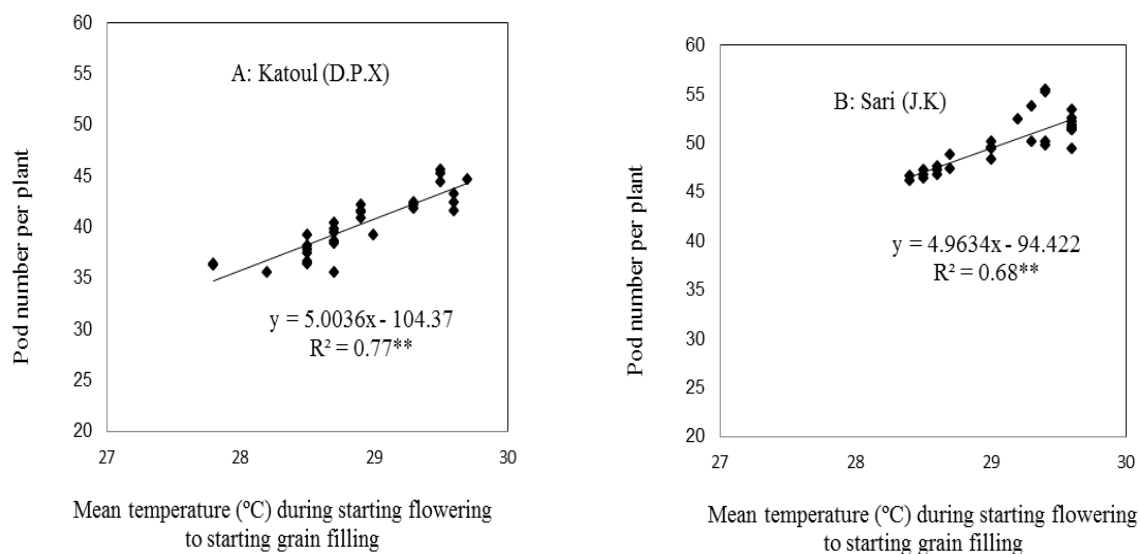 60
55
50
45
40
35
30
25
20
A: Katoul (D.P.X)
y = 5.0036x - 104.37
R² = 0.77**
27 28 29 30
Pod number per plant
Mean temperature (ºC) during starting flowering
to starting grain filling
60
55
50
45
40
35
30
25
20
B: Sari (J.K)
y = 4.9634x - 94.422
R² = 0.68**
27 28 29 30
Pod number per plant
Mean temperature (ºC) during starting flowering
to starting grain filling